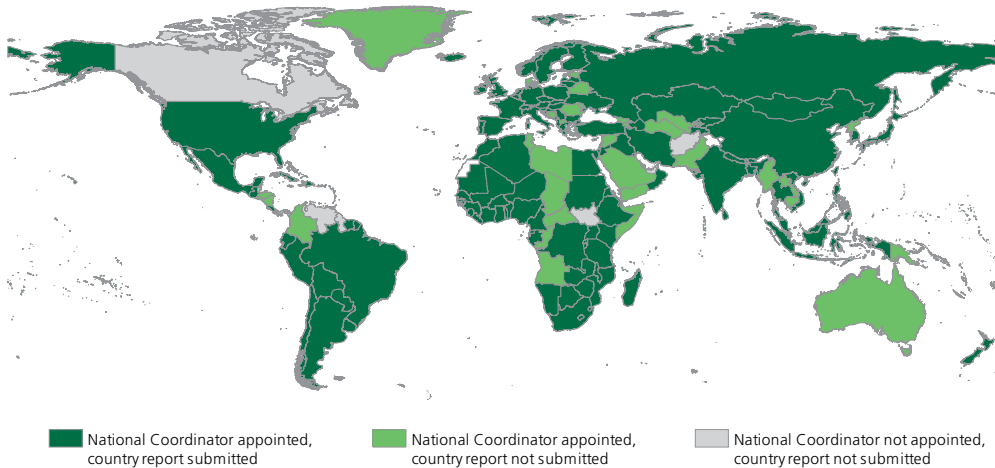 National Coordinator appointed,
country report submitted
National Coordinator appointed,
country report not submitted
National Coordinator not appointed,
country report not submitted